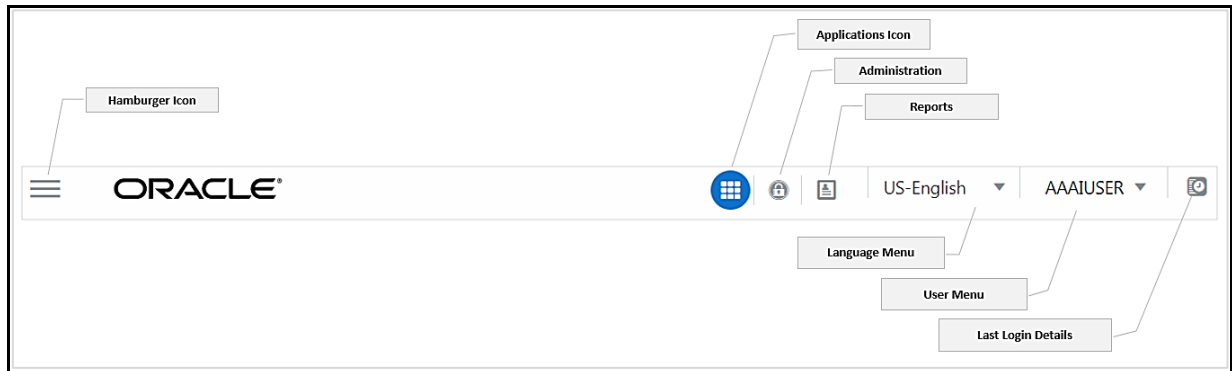 Applications Icon
Administration
Hamburger Icon
Reports
ORACLE®
US-English
AAAIUSER
Language Menu
User Menu
Last Login Details